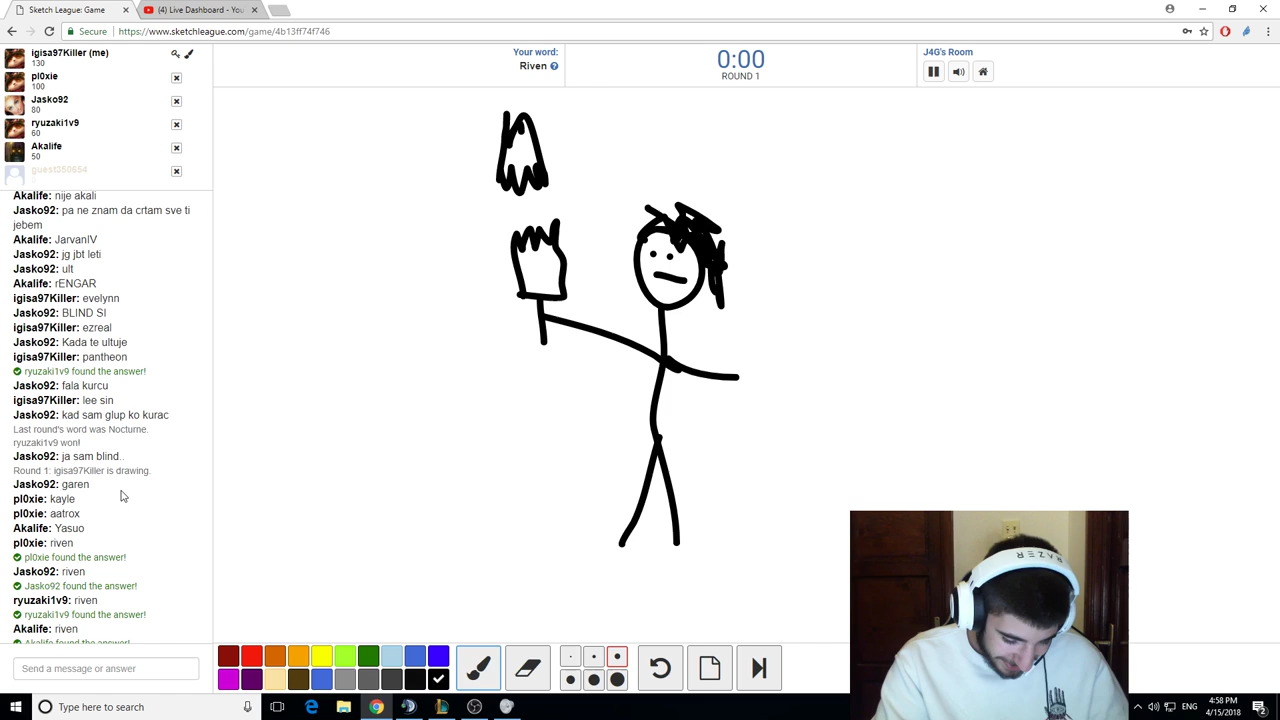 Sketch League: Game
(4) Live Dashboard - You
Secure
https://www.sketchleague.com/game/4b13ff74f746
igisa97Killer (me)
130
pl0xie
100
Jasko92
80
ryuzaki1v9
60
Akalife
50
guest350654
Your word:
Riven
0:00
ROUND 1
J4G's Room
Akalife: nije akali
Jasko92: pa ne znam da crtam sve ti
jebem
Akalife: JarvanIV
Jasko92: jg jbt leti
Jasko92: ult
Akalife: rENGAR
igisa97Killer: evelynn
Jasko92: BLIND SI
igisa97Killer: ezreal
Jasko92: Kada te ultuje
igisa97Killer: pantheon
ryuzaki1v9 found the answer!
Jasko92: fala kurcu
igisa97Killer: lee sin
Jasko92: kad sam glup ko kurac
Last round's word was Nocturne.
ryuzaki1v9 won!
Jasko92: ja sam blind..
Round 1: igisa97Killer is drawing.
Jasko92: garen
pl0xie: kayle
pl0xie: aatrox
Akalife: Yasuo
pl0xie: riven
pl0xie found the answer!
Jasko92: riven
Jasko92 found the answer!
ryuzaki1v9: riven
ryuzaki1v9 found the answer!
Akalife: riven
Akalife found the answer!
Send a message or answer
RAZER
Type here to search
ENG
4:58 PM
4/15/2018
2